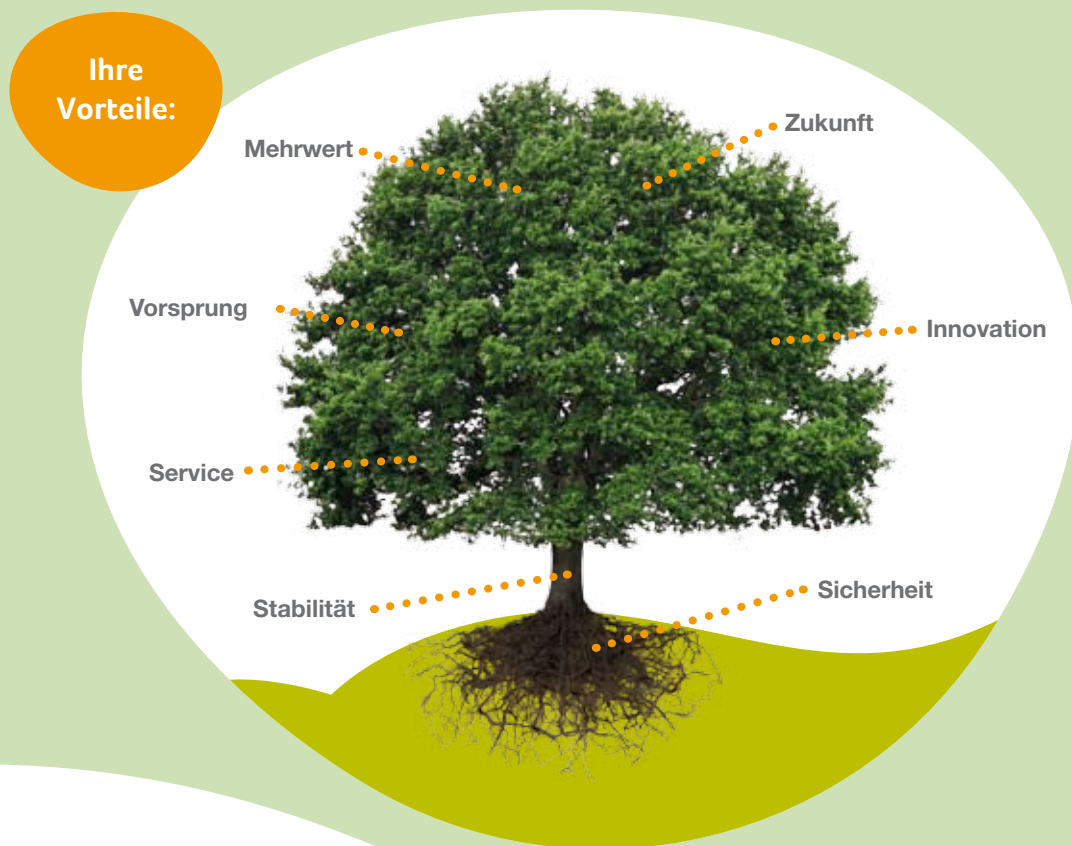 Ihre
Vorteile:
Mehrwert
Zukunft
Vorsprung
Innovation
Service
Stabilität
Sicherheit